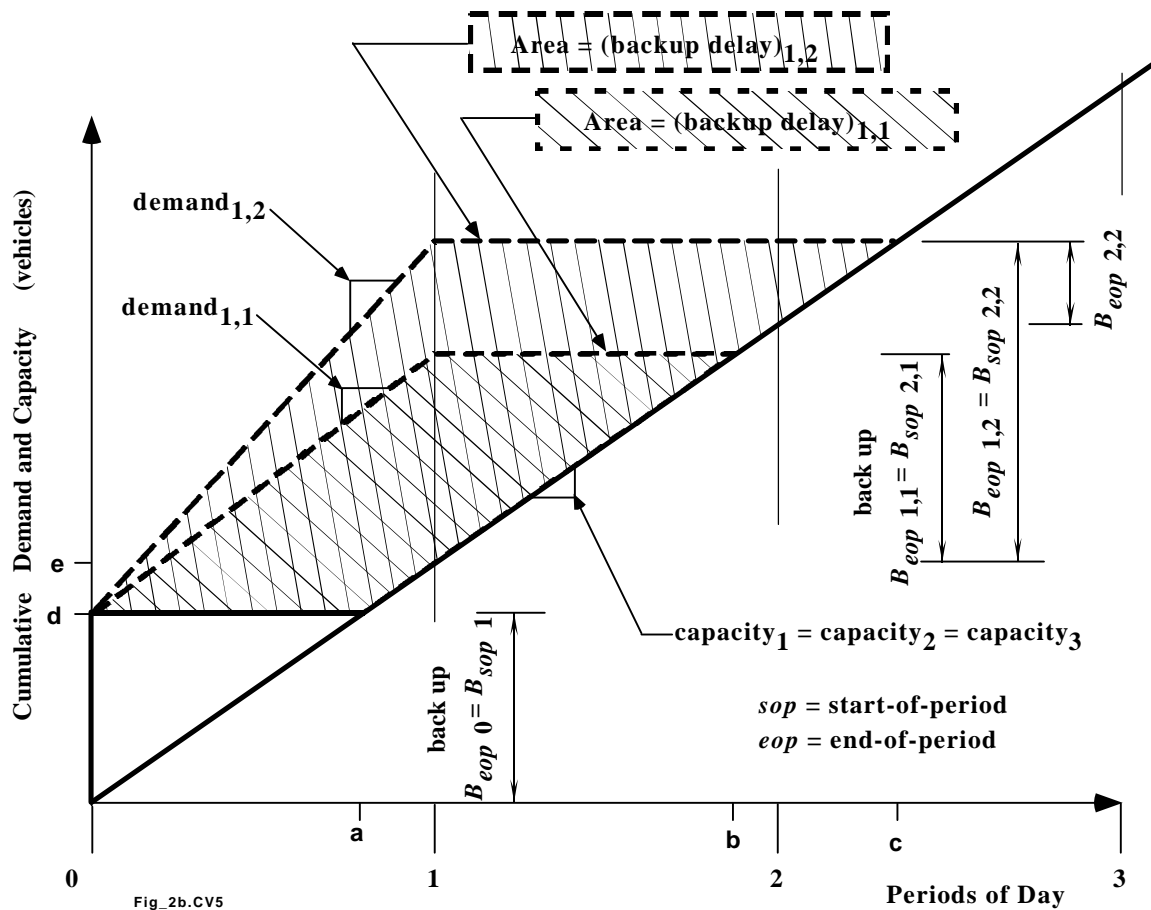 Area = (backup delay)1,2
Area = (backup delay)1,1
demand1,2
demand1,1
Cumulative Demand and Capacity (vehicles)
e
d
back up
Beop 0 = Bsop 1
back up
Beop 1,1 = Bsop 2,1
Beop 1,2 = Bsop 2,2
Beop 2,2
capacity1 = capacity2 = capacity3
sop = start-of-period
eop = end-of-period
a
b
c
0
1
2
3
Periods of Day
Fig_2b.CV5